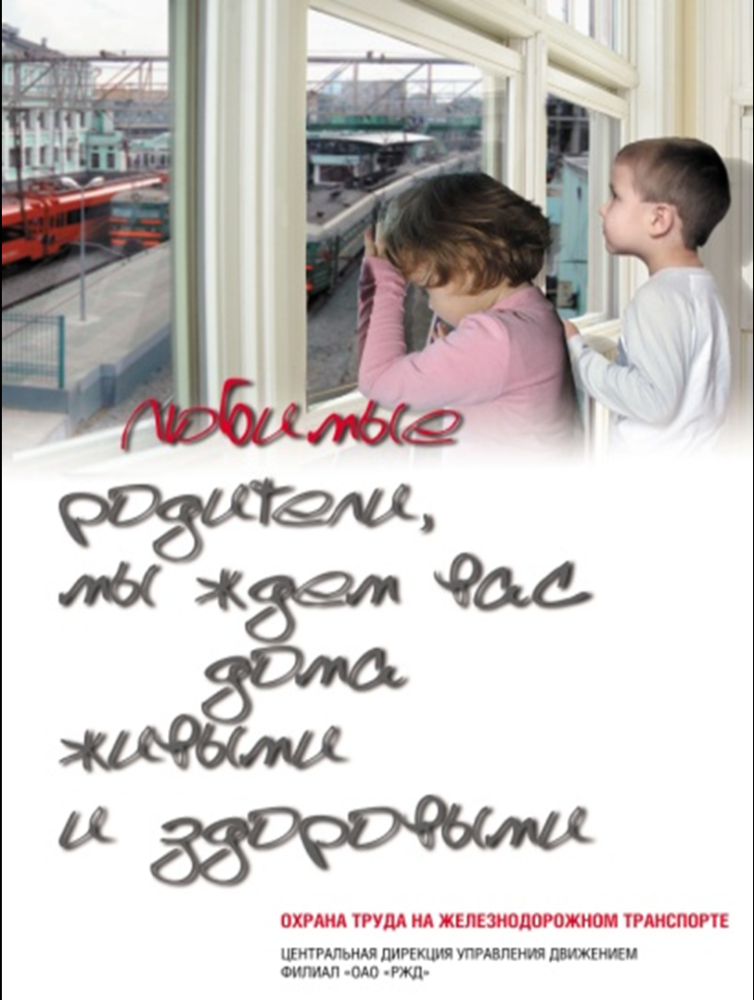 любимые
родители,
мы ждем вас
дома
живыми
и здоровыми
ОХРАНА ТРУДА НА ЖЕЛЕЗНОДОРОЖНОМ ТРАНСПОРТЕ
ЦЕНТРАЛЬНАЯ ДИРЕКЦИЯ УПРАВЛЕНИЯ ДВИЖЕНИЕМ
ФИЛИАЛ «ОАО «РЖД»